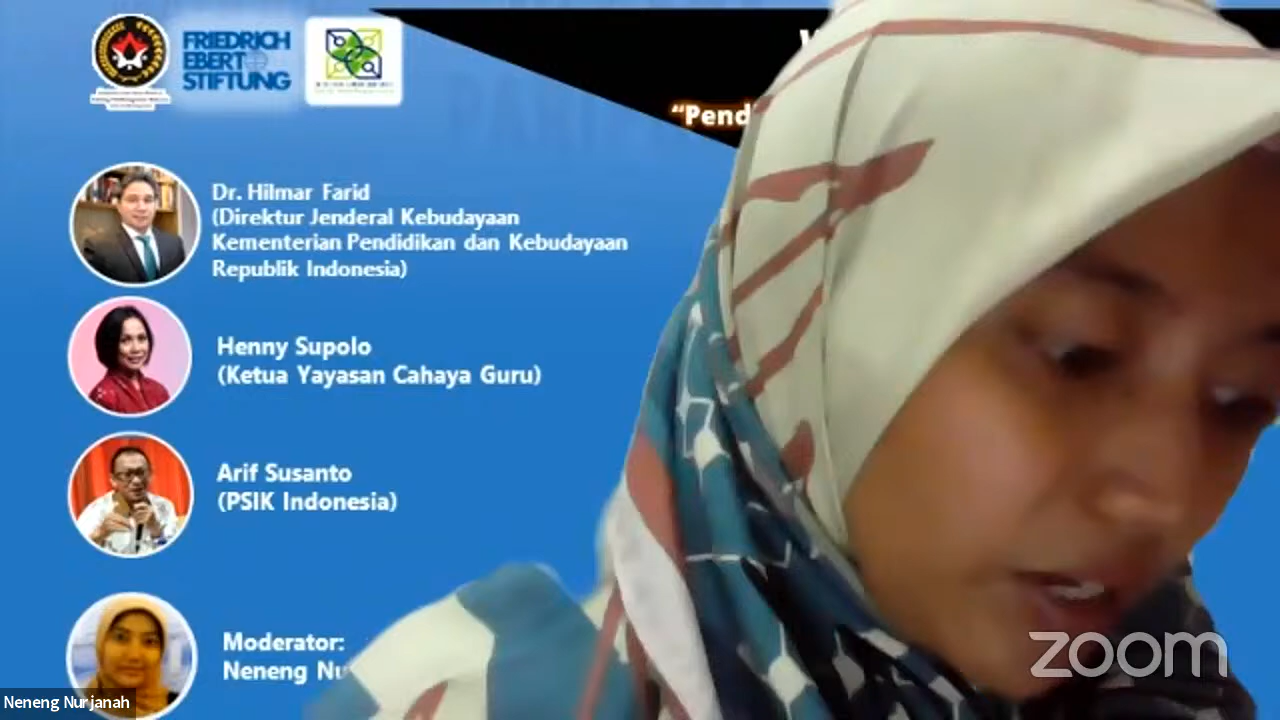 FRIEDRICH
EBERT
STIFTUNG
“Pend
Dr. Hilmar Farid
(Direktur Jenderal Kebudayaan
Kementerian Pendidikan dan Kebudayaan
Republik Indonesia)
Henny Supolo
(Ketua Yayasan Cahaya Guru)
Arif Susanto
(PSIK Indonesia)
Moderator:
Neneng Nu
zoom
Neneng Nurjanah